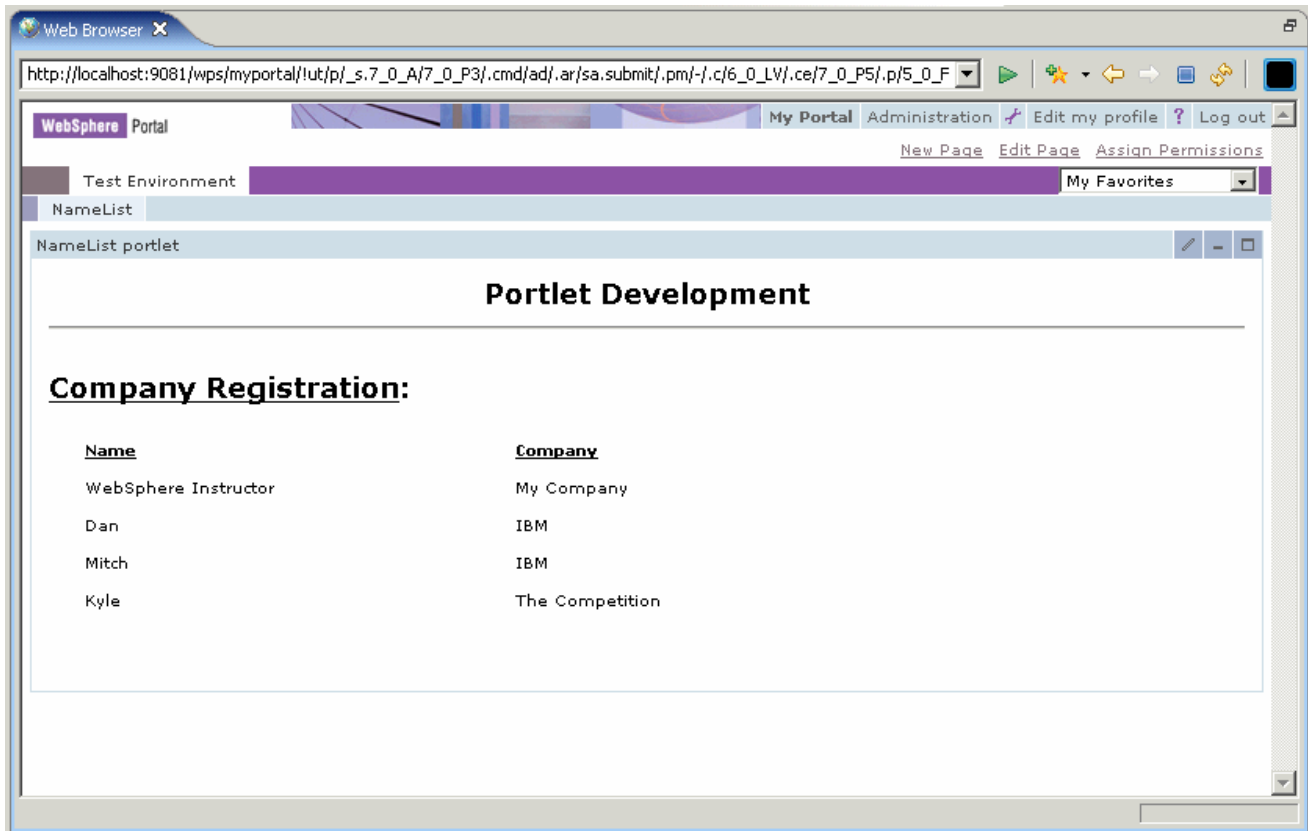 Web Browser
http://localhost:9081/wps/myportal/!ut/p/_s.7_0_A/7_0_P3/.cmd/ad/.ar/sa.submit/.pm/-/.c/6_0_LV/.ce/7_0_P5/.p/5_0_F
WebSphere Portal
My Portal Administration Edit my profile ? Log out
New Page Edit Page Assign Permissions
Test Environment
My Favorites
NameList
NameList portlet
Portlet Development
Company Registration:
Name Company
WebSphere Instructor My Company
Dan IBM
Mitch IBM
Kyle The Competition